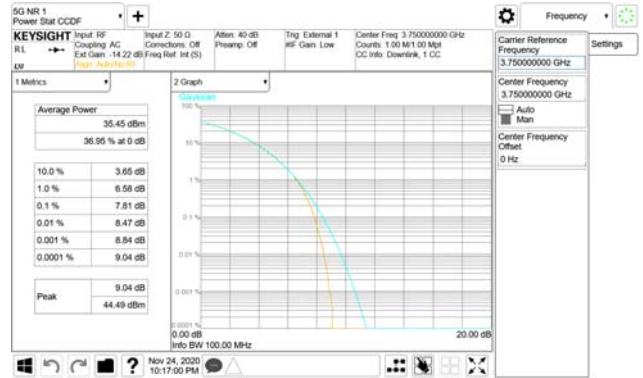 5G NR 1
Power Stat CCDF
KEYSIGHT
RL
Input: RF
Coupling: AC
Ext Gain: -14.22 dB
Align: Auto/No RF
Input Z: 50 Ω
Corrections: Off
Freq Ref: Int (S)
Atten: 40 dB
Preamp: Off
Trig: External 1
#IF Gain: Low
Center Freq: 3.750000000 GHz
Counts: 1.00 M/1.00 Mpt
CC Info: Downlink, 1 CC
1 Metrics
Average Power
35.45 dBm
36.95 % at 0 dB
10.0 % 3.65 dB
1.0 % 6.58 dB
0.1 % 7.81 dB
0.01 % 8.47 dB
0.001 % 8.84 dB
0.0001 % 9.04 dB
Peak
9.04 dB
44.49 dBm
2 Graph
Gaussian
100 %
10 %
1 %
0.1 %
0.01 %
0.001 %
0.0001 %
0.00 dB
20.00 dB
Info BW 100.00 MHz
Frequency
Settings
Carrier Reference
Frequency
3.750000000 GHz
Center Frequency
3.750000000 GHz
Auto
Man
Center Frequency
Offset
0 Hz
?
Nov 24, 2020
10:17:00 PM